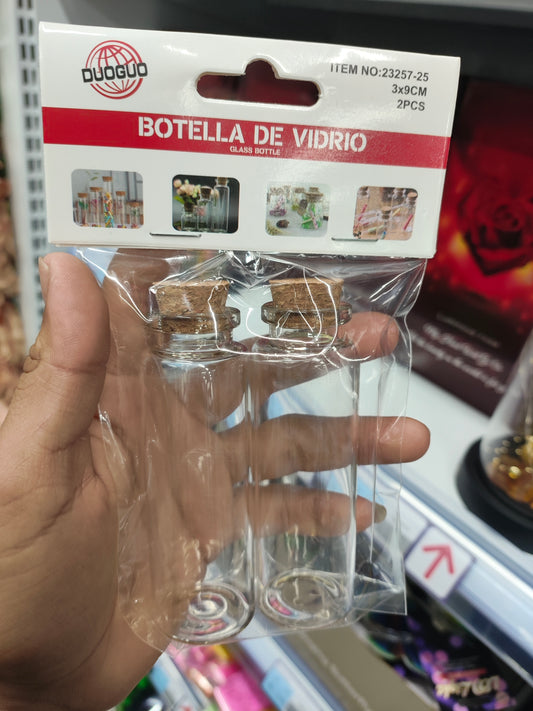 DUOGUO
ITEM NO:23257-25
3x9CM
2PCS
BOTELLA DE VIDRIO
GLASS BOTTLE